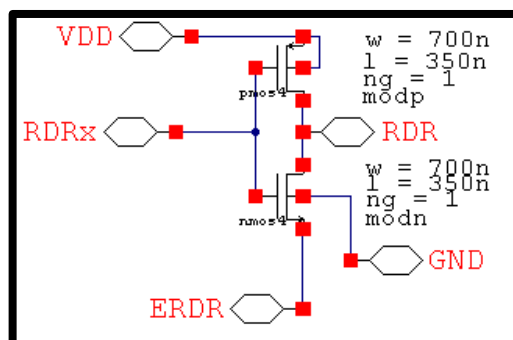 VDD
w = 700n
l = 350n
ng = 1
modp
pmos4
RDRx
RDR
w = 700n
l = 350n
ng = 1
modn
nmos4
GND
ERDR